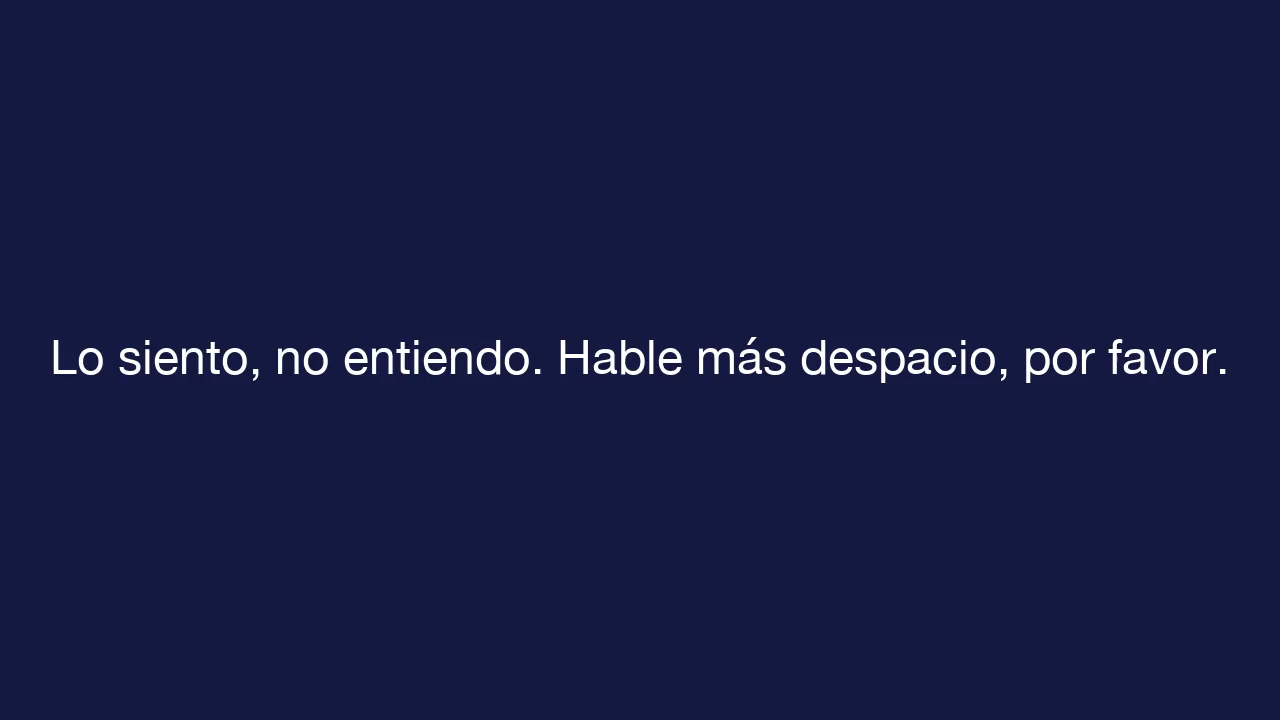 Lo siento, no entiendo. Hable más despacio, por favor.